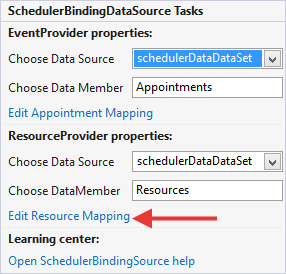 SchedulerBindingDataSource Tasks
EventProvider properties:
Choose Data Source schedulerDataDataSet
Choose Data Member Appointments
Edit Appointment Mapping
ResourceProvider properties:
Choose Data Source schedulerDataDataSet
Choose DataMember Resources
Edit Resource Mapping
Learning center:
Open SchedulerBindingSource help